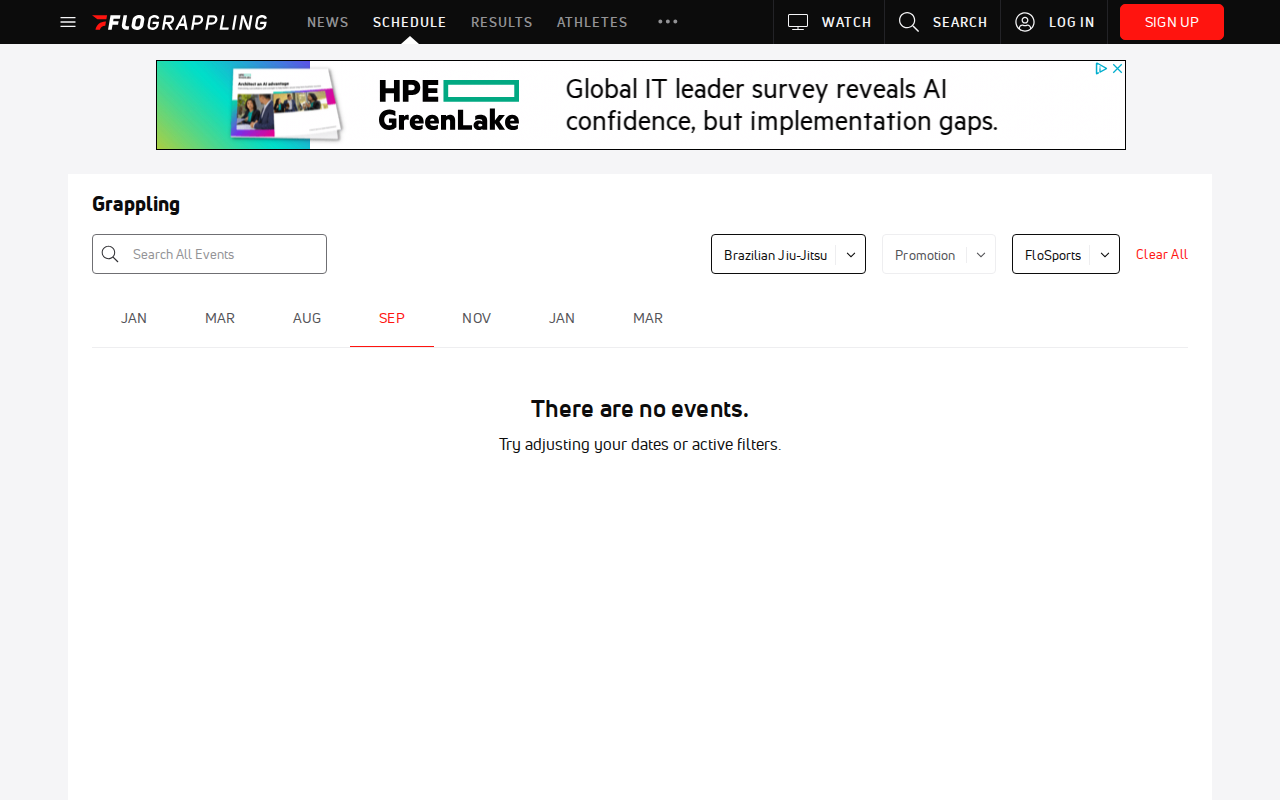 FLOGRAPPLING NEWS SCHEDULE RESULTS ATHLETES WATCH SEARCH LOG IN SIGN UP
HPE GreenLake
Global IT leader survey reveals AI
confidence, but implementation gaps.
Grappling
Search All Events
Brazilian Jiu-Jitsu
Promotion
FloSports
Clear All
JAN MAR AUG SEP NOV JAN MAR
There are no events.
Try adjusting your dates or active filters.